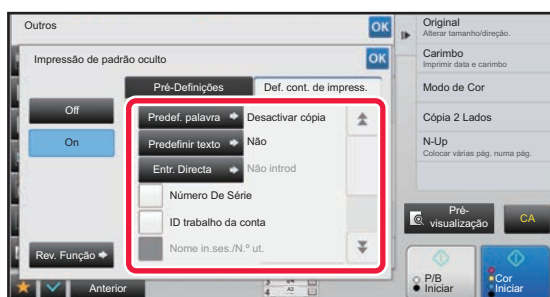 Outros
OK
Impressão de padrão oculto
OK
Pré-Definições
Def. cont. de impress.
Off
On
Predef. palavra
Desactivar cópia
Predefinir texto
Não
Entr. Directa
Não introd
Número De Série
ID trabalho da conta
Nome in.ses./N.º ut.
Rev. Função
Anterior
A3
Original
Alterar tamanho/direção.
Carimbo
Imprimir data e carimbo
Modo de Cor
Cópia 2 Lados
N-Up
Colocar várias pág. numa pág.
Pré-
visualização
CA
P/B
Iniciar
Cor
Iniciar